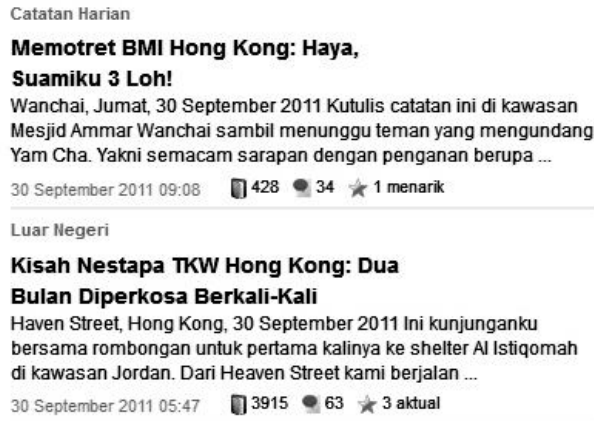 Catatan Harian
Memotret BMI Hong Kong: Haya,
Suamiku 3 Loh!
Wanchai, Jumat, 30 September 2011 Kutulis catatan ini di kawasan
Mesjid Ammar Wanchai sambil menunggu teman yang mengundang
Yam Cha. Yakni semacam sarapan dengan penganan berupa ...
30 September 2011 09:08 428 34 1 menarik
Luar Negeri
Kisah Nestapa TKW Hong Kong: Dua
Bulan Diperkosa Berkali-Kali
Haven Street, Hong Kong, 30 September 2011 Ini kunjunganku
bersama rombongan untuk pertama kalinya ke shelter Al Istiqomah
di kawasan Jordan. Dari Heaven Street kami berjalan ...
30 September 2011 05:47 3915 63 3 aktual